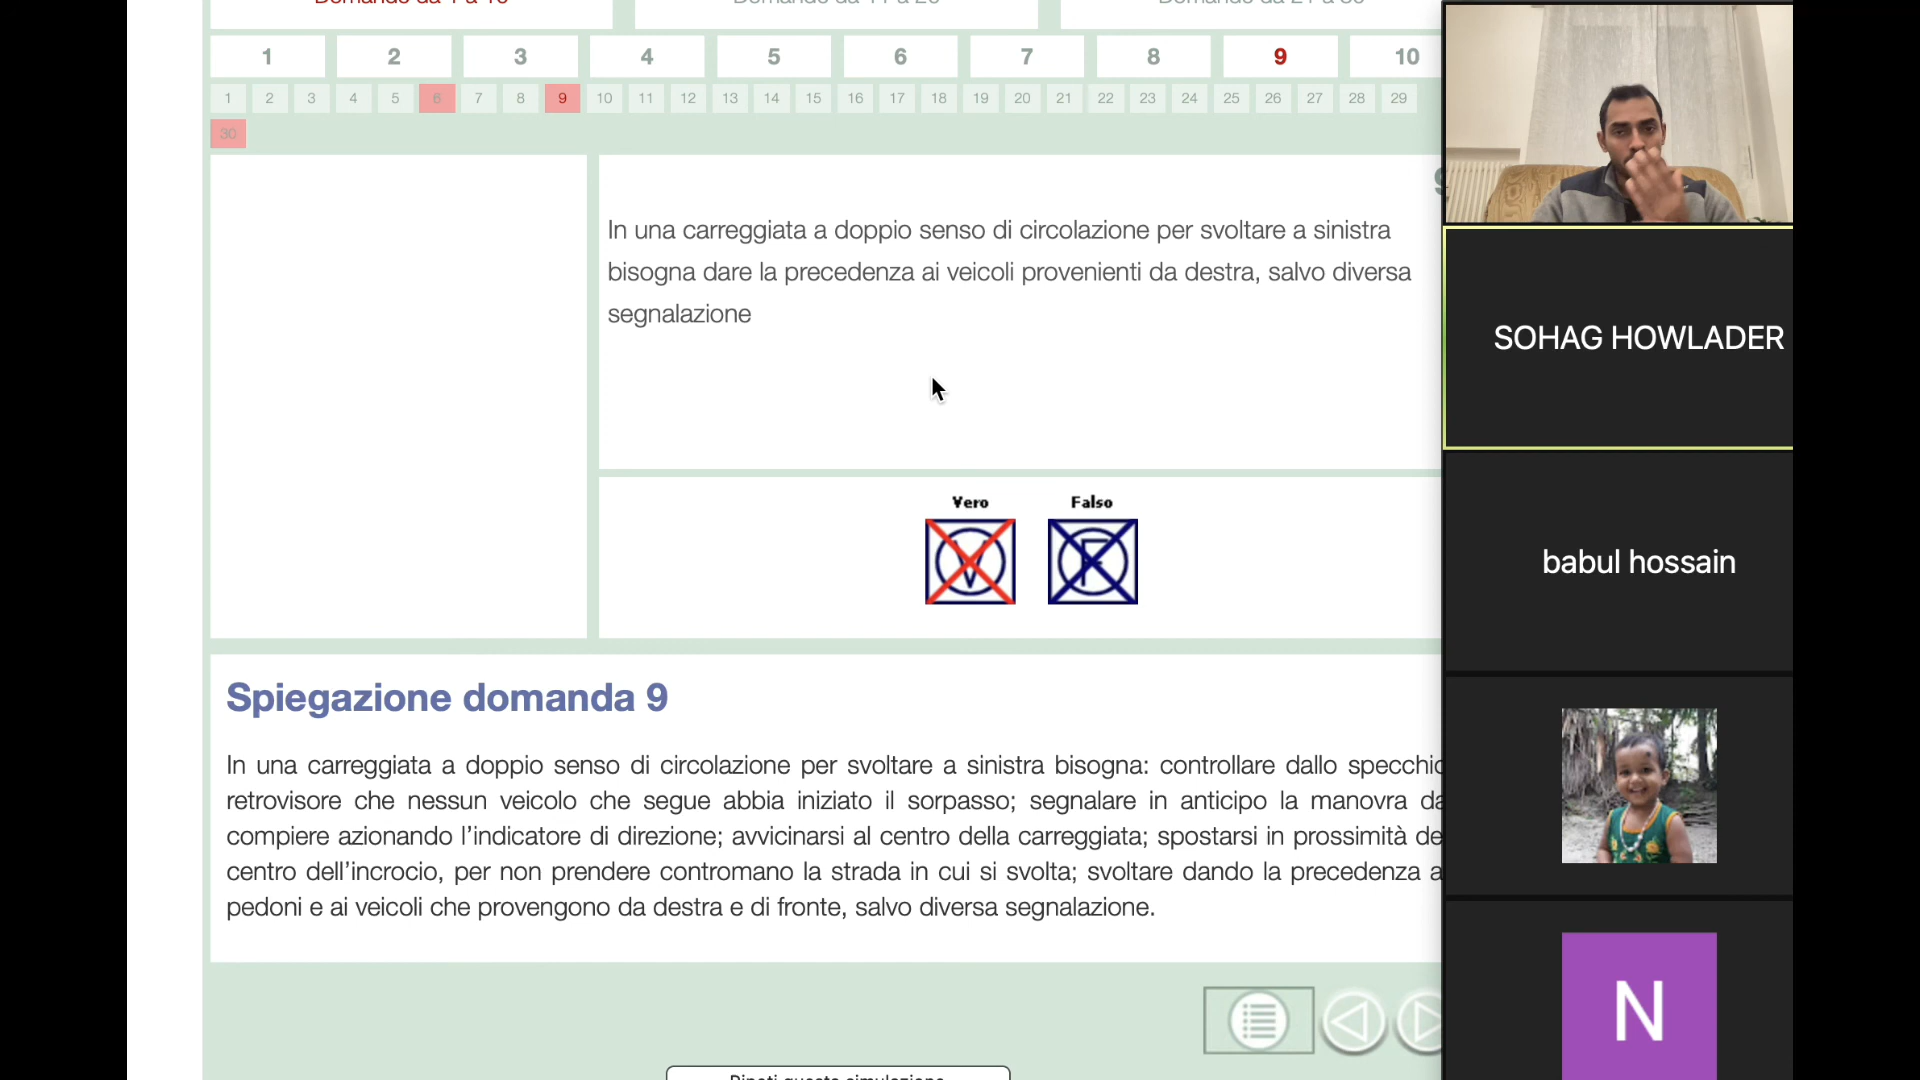 1 2 3 4 5 6 7 8 9 10
1 2 3 4 5 6 7 8 9 10 11 12 13 14 15 16 17 18 19 20 21 22 23 24 25 26 27 28 29
30
In una carreggiata a doppio senso di circolazione per svoltare a sinistra
bisogna dare la precedenza ai veicoli provenienti da destra, salvo diversa
segnalazione
Vero Falso
V F
Spiegazione domanda 9
In una carreggiata a doppio senso di circolazione per svoltare a sinistra bisogna: controllare dallo specchio
retrovisore che nessun veicolo che segue abbia iniziato il sorpasso; segnalare in anticipo la manovra da
compiere azionando l'indicatore di direzione; avvicinarsi al centro della carreggiata; spostarsi in prossimità de
centro dell'incrocio, per non prendere contromano la strada in cui si svolta; svoltare dando la precedenza a
pedoni e ai veicoli che provengono da destra e di fronte, salvo diversa segnalazione.
SOHAG HOWLADER
babul hossain
N